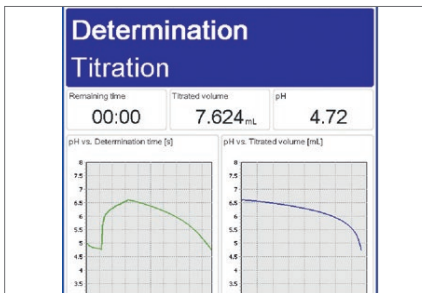 Determination
Titration
Remaining time
00:00
Titrated volume
7.624 mL
pH
4.72
pH vs. Determination time [s]
8
7.5
7
6.5
6
5.5
5
4.5
4
3.5
pH vs. Titrated volume [mL]
8
7.5
7
6.5
6
5.5
5
4.5
4
3.5